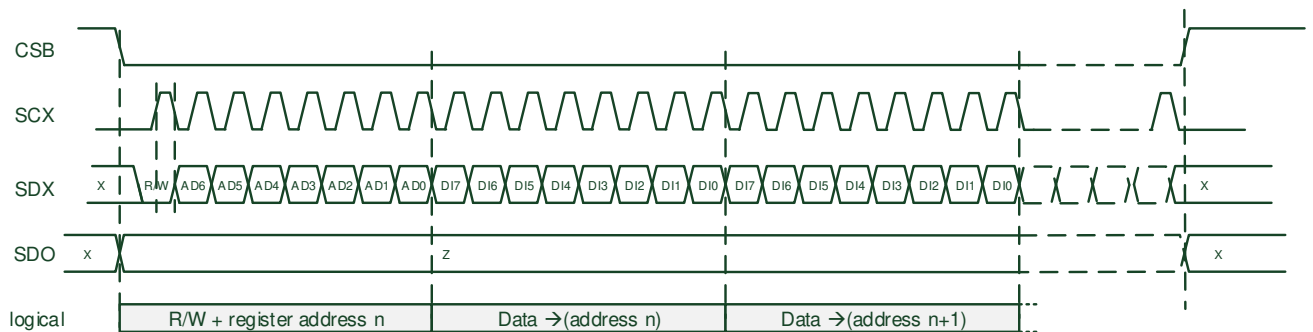 CSB
SCX
SDX X R/W AD6 AD5 AD4 AD3 AD2 AD1 AD0 DI7 DI6 DI5 DI4 DI3 DI2 DI1 DI0 DI7 DI6 DI5 DI4 DI3 DI2 DI1 DI0 X
SDO X Z X
logical R/W + register address n Data →(address n) Data →(address n+1)